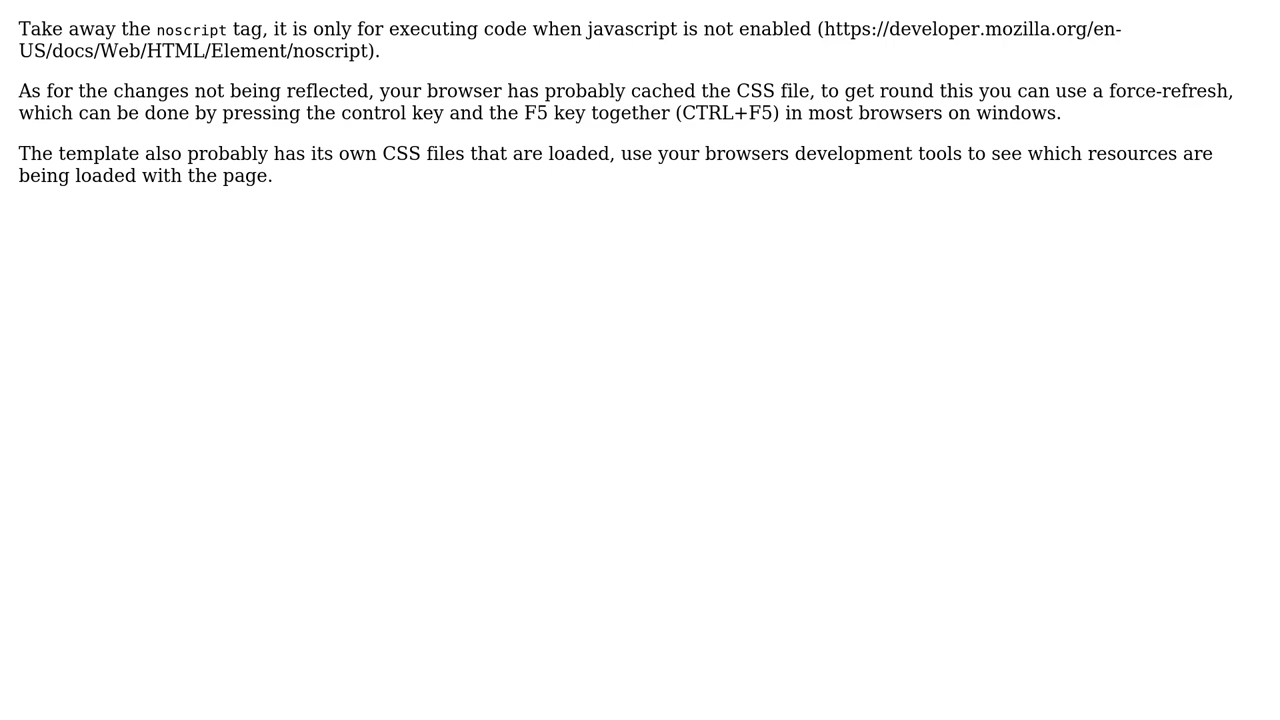 Take away the noscript tag, it is only for executing code when javascript is not enabled (https://developer.mozilla.org/en-
US/docs/Web/HTML/Element/noscript).
As for the changes not being reflected, your browser has probably cached the CSS file, to get round this you can use a force-refresh,
which can be done by pressing the control key and the F5 key together (CTRL+F5) in most browsers on windows.
The template also probably has its own CSS files that are loaded, use your browsers development tools to see which resources are
being loaded with the page.